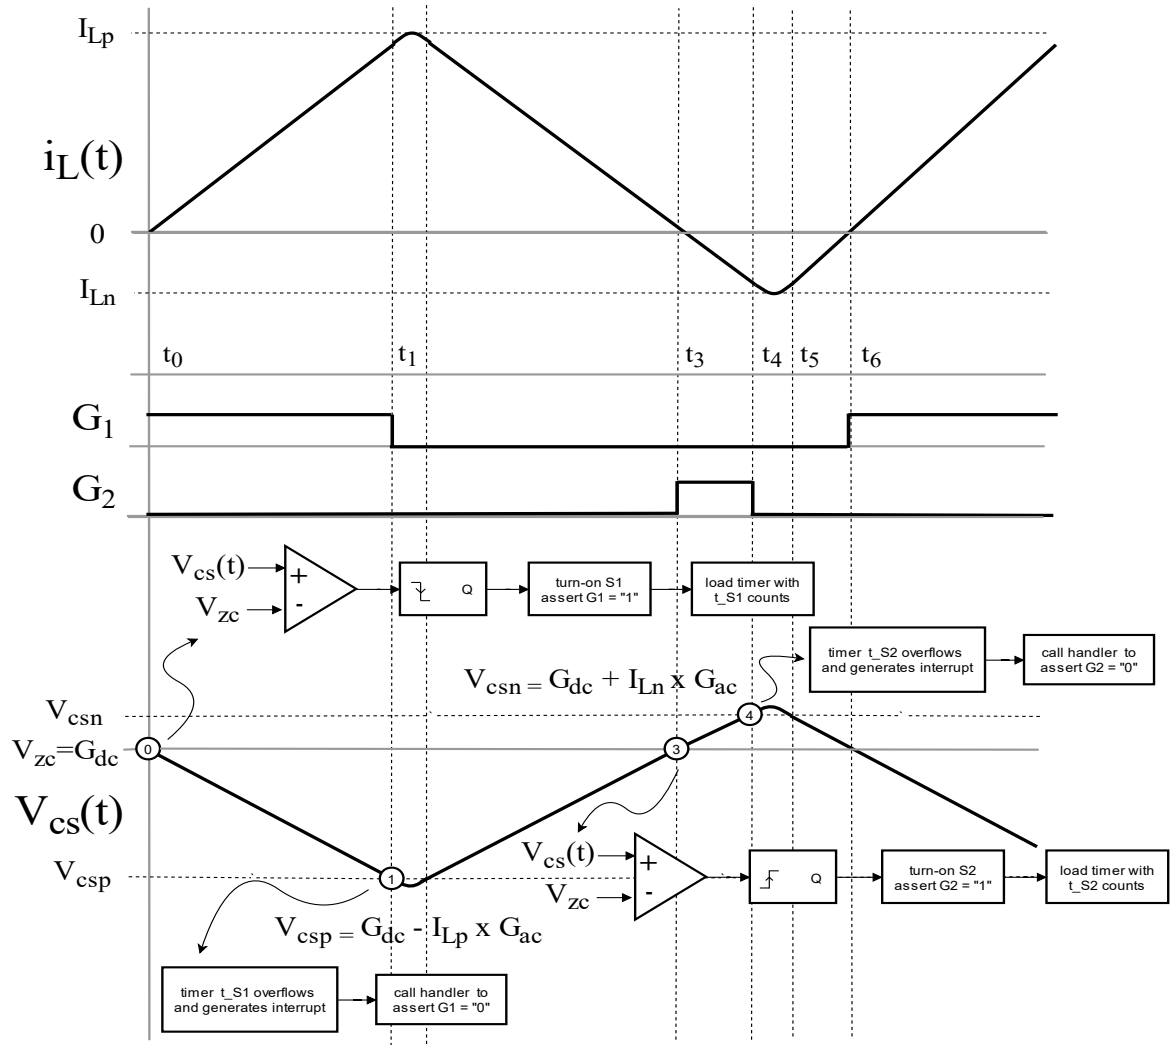 I_Lp
i_L(t)
0
I_Ln
t_0
t_1
t_3
t_4
t_5
t_6
G_1
G_2
V_cs(t)
+
V_zc
-
Q
turn-on S1
assert G1 = "1"
load timer with
t_S1 counts
timer t_S2 overflows
and generates interrupt
call handler to
assert G2 = "0"
V_csn = G_dc + I_Ln x G_ac
V_csn
4
V_zc=G_dc
0
3
V_cs(t)
V_cs(t)
+
V_zc
-
Q
turn-on S2
assert G2 = "1"
load timer with
t_S2 counts
V_csp
1
V_csp = G_dc - I_Lp x G_ac
timer t_S1 overflows
and generates interrupt
call handler to
assert G1 = "0"